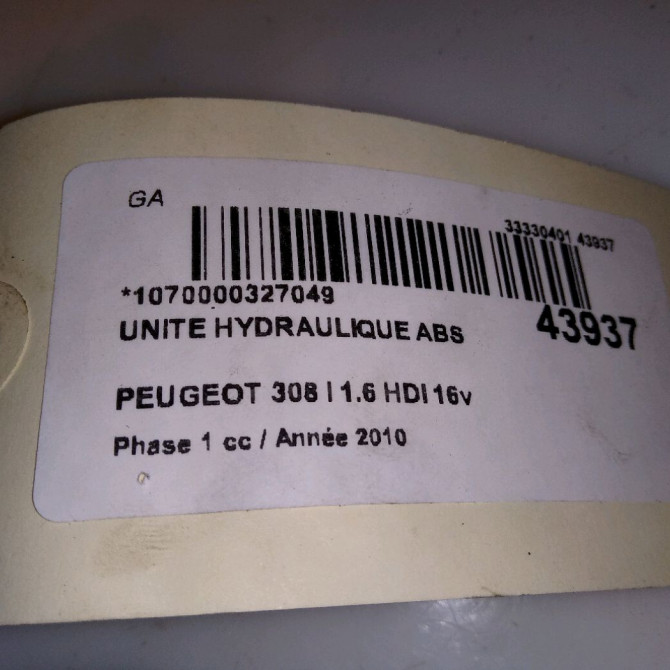 GA
33330401 43937
*1070000327049
43937
UNITE HYDRAULIQUE ABS
PEUGEOT 308 I 1.6 HDI 16v
Phase 1 cc / Année 2010